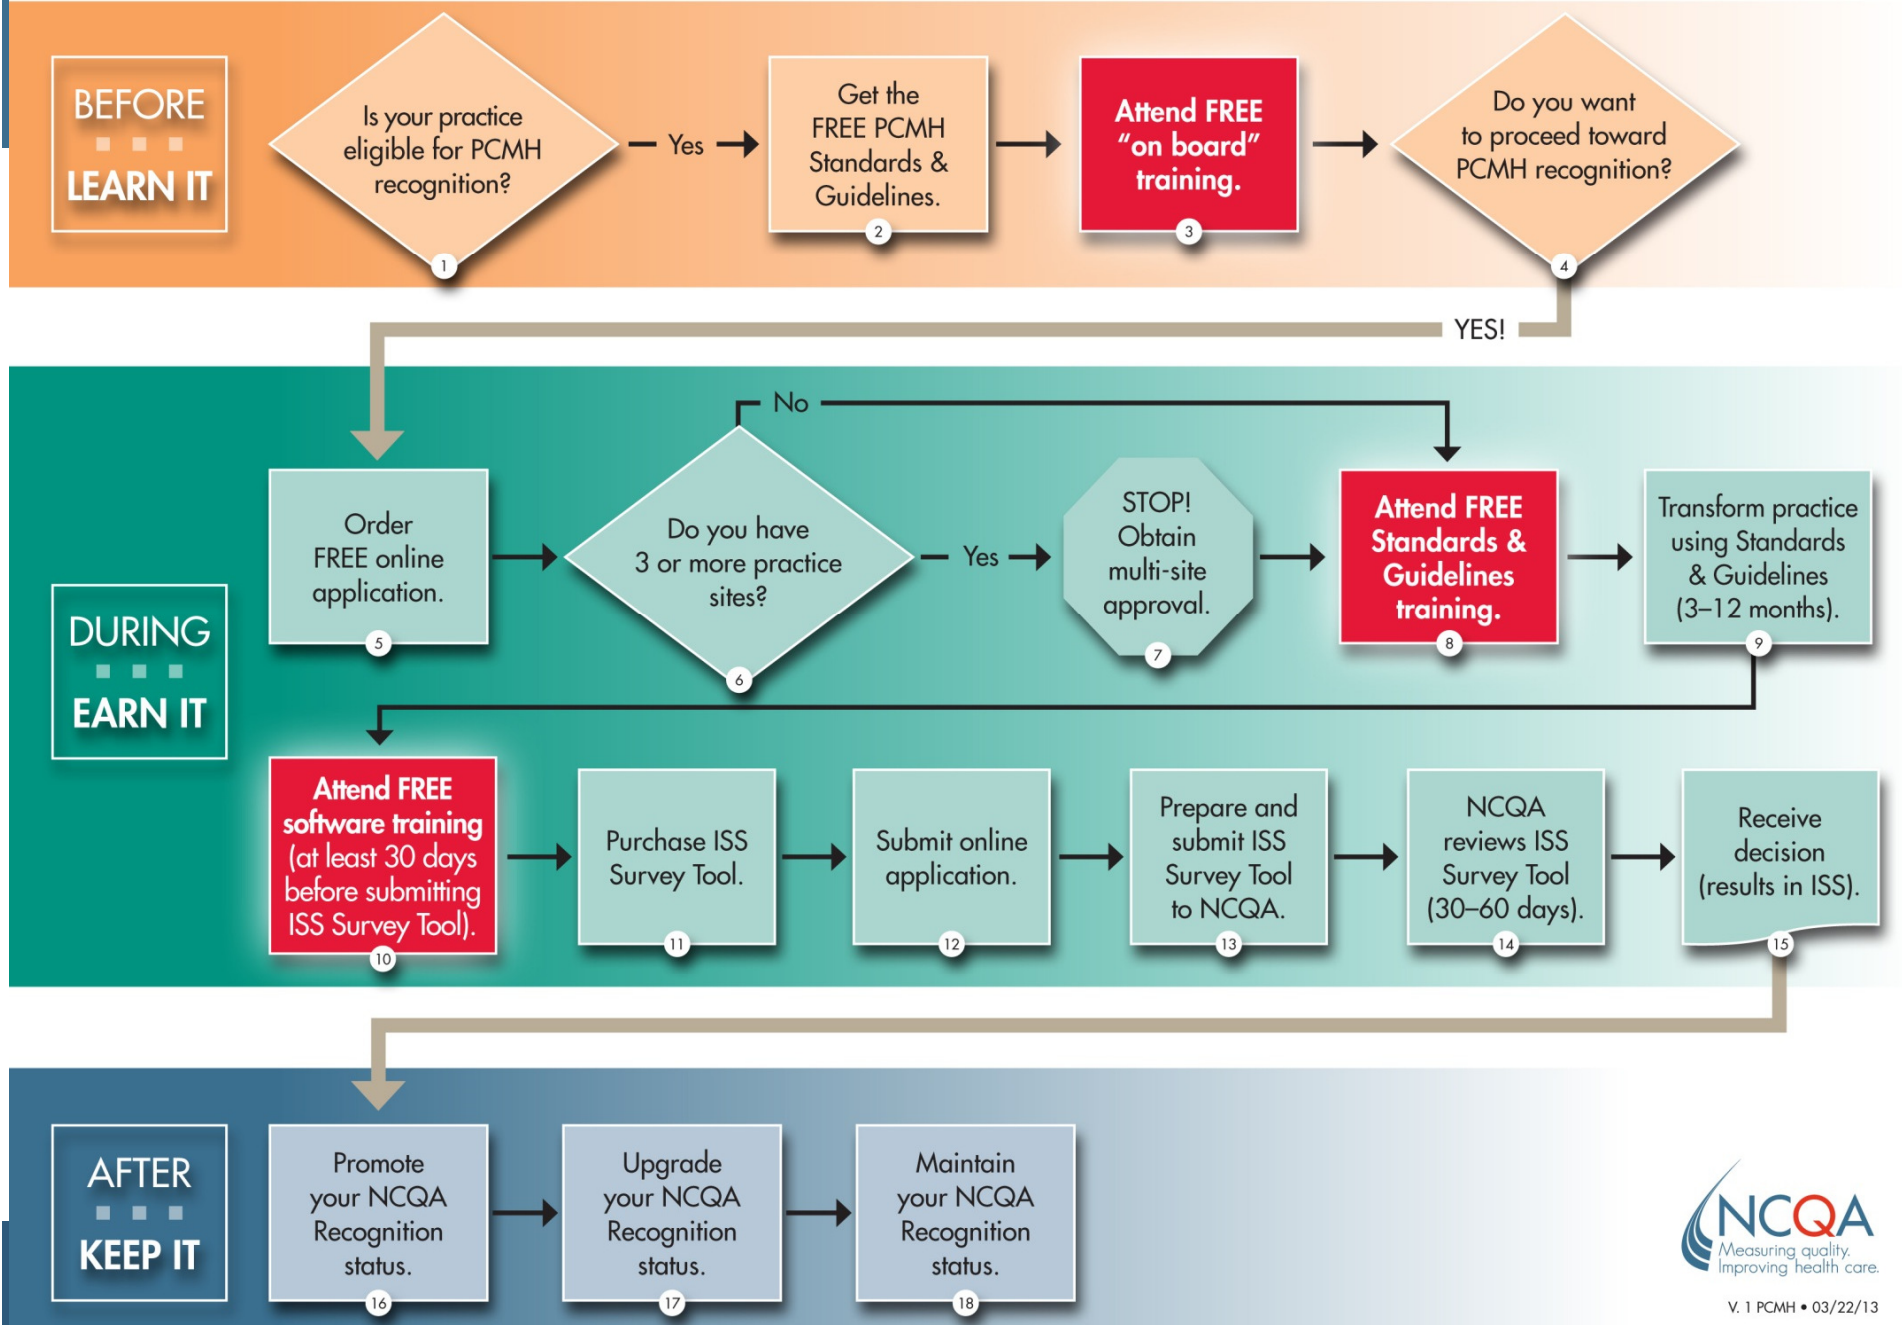 BEFORE
LEARN IT
Is your practice
eligible for PCMH
recognition?
1
Yes
Get the
FREE PCMH
Standards &
Guidelines.
2
Attend FREE
“on board”
training.
3
Do you want
to proceed toward
PCMH recognition?
4
YES!
DURING
EARN IT
Order
FREE online
application.
5
Do you have
3 or more practice
sites?
6
No
Yes
STOP!
Obtain
multi-site
approval.
7
Attend FREE
Standards &
Guidelines
training.
8
Transform practice
using Standards
& Guidelines
(3–12 months).
9
Attend FREE
software training
(at least 30 days
before submitting
ISS Survey Tool).
10
Purchase ISS
Survey Tool.
11
Submit online
application.
12
Prepare and
submit ISS
Survey Tool
to NCQA.
13
NCQA
reviews ISS
Survey Tool
(30–60 days).
14
Receive
decision
(results in ISS).
15
AFTER
KEEP IT
Promote
your NCQA
Recognition
status.
16
Upgrade
your NCQA
Recognition
status.
17
Maintain
your NCQA
Recognition
status.
18
NCQA
Measuring quality.
Improving health care.
V. 1 PCMH • 03/22/13